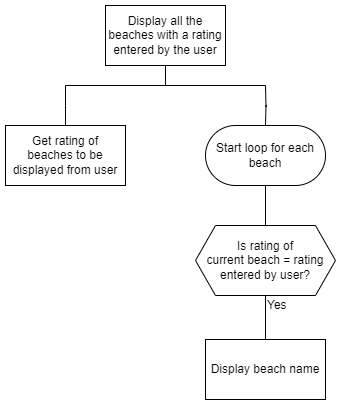 Display all the
beaches with a rating
entered by the user
Get rating of
beaches to be
displayed from user
Start loop for each
beach
Is rating of
current beach = rating
entered by user?
Yes
Display beach name